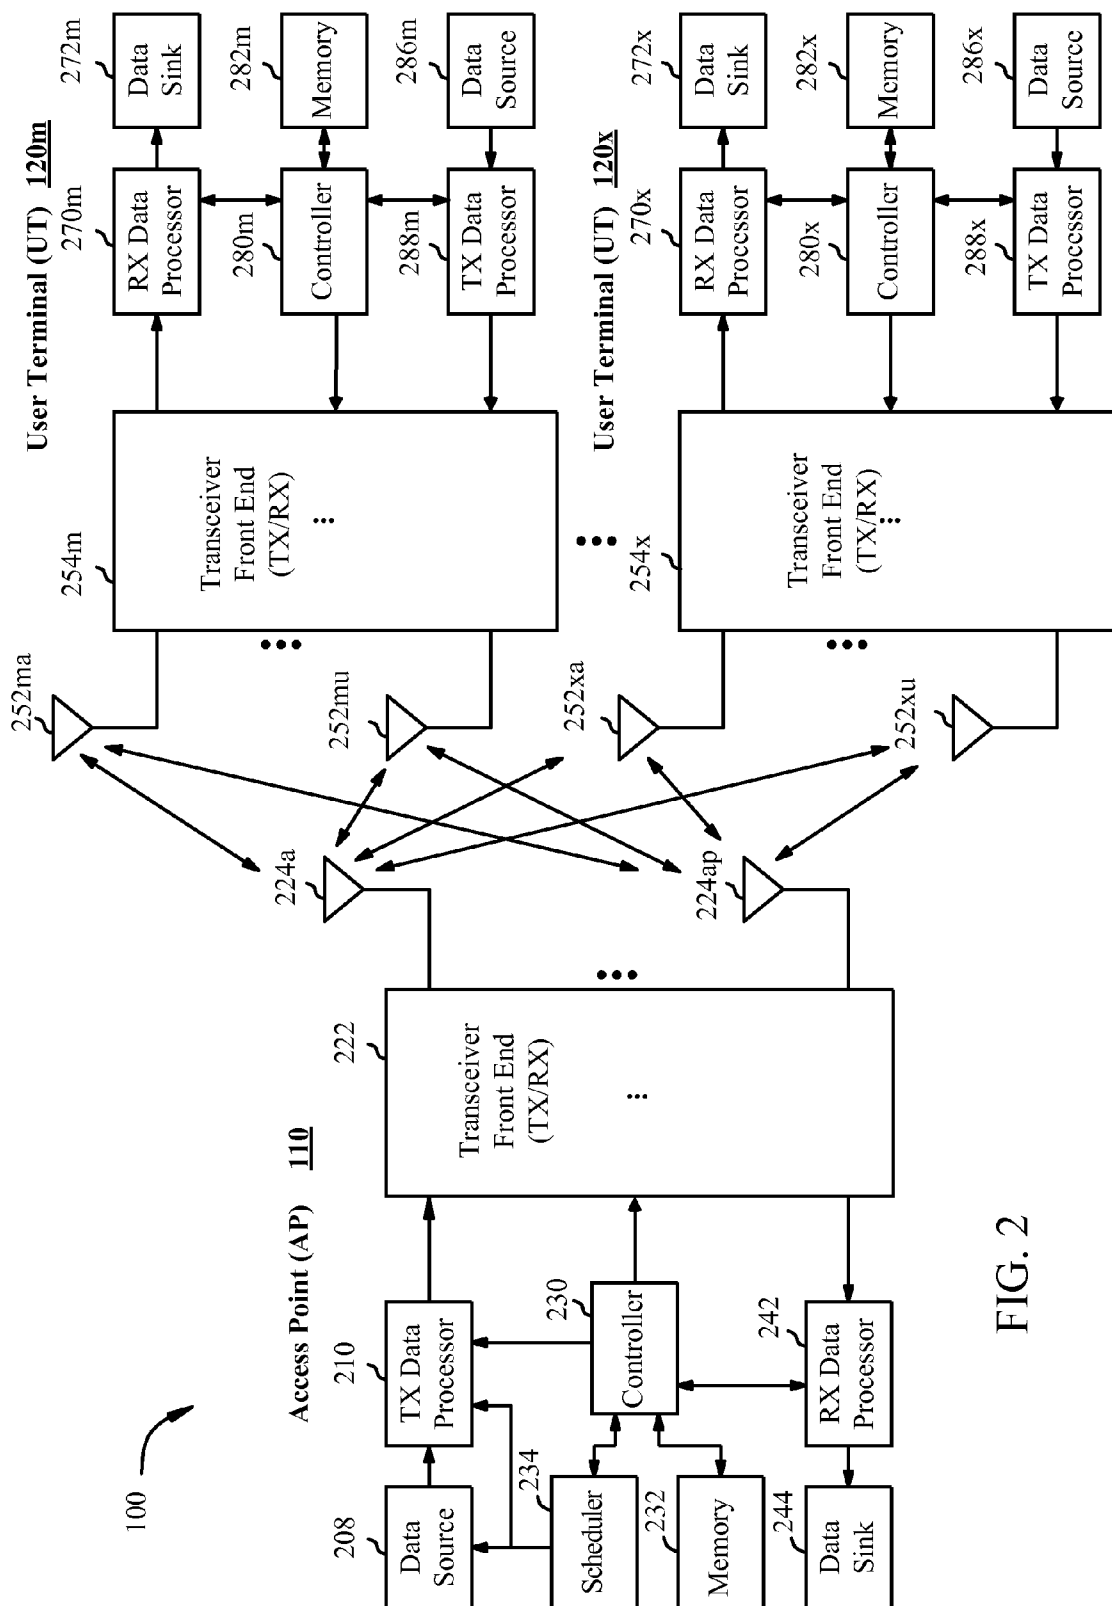 100
Access Point (AP) 110
208
Data
Source
210
TX Data
Processor
222
Transceiver
Front End
(TX/RX)
...
224a
224ap
...
234
Scheduler
230
Controller
232
Memory
242
RX Data
Processor
244
Data
Sink
User Terminal (UT) 120m
252ma
252mu
...
254m
Transceiver
Front End
(TX/RX)
...
270m
RX Data
Processor
272m
Data
Sink
280m
Controller
282m
Memory
288m
TX Data
Processor
286m
Data
Source
...
User Terminal (UT) 120x
252xa
252xu
...
254x
Transceiver
Front End
(TX/RX)
...
270x
RX Data
Processor
272x
Data
Sink
280x
Controller
282x
Memory
288x
TX Data
Processor
286x
Data
Source
FIG. 2